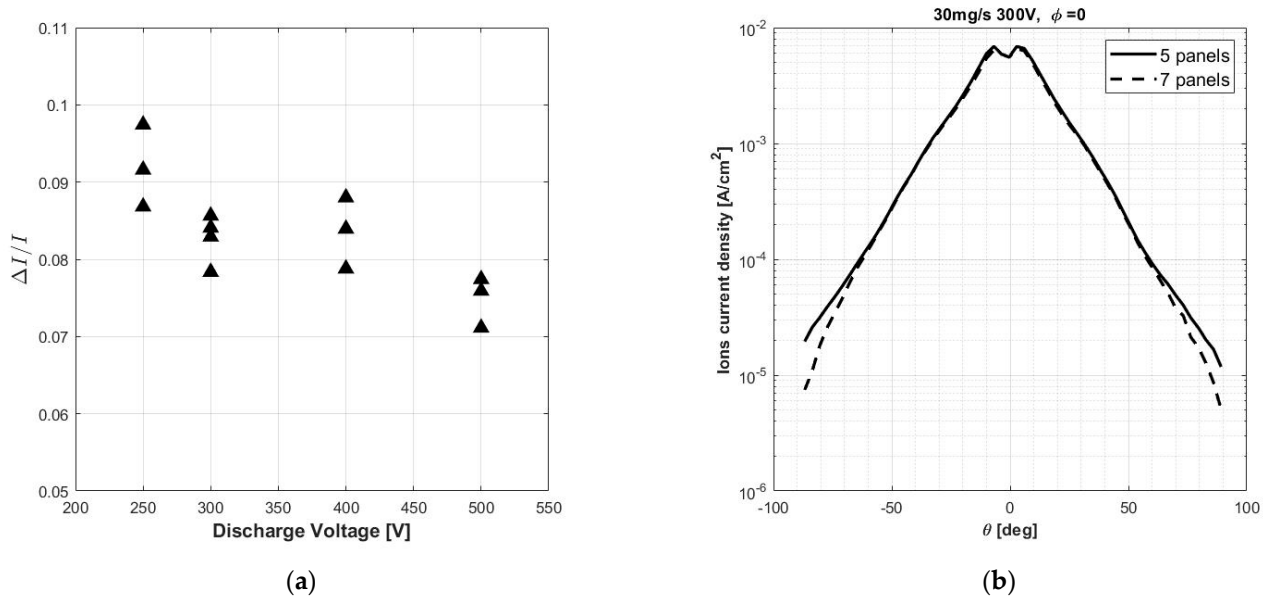 0.11
0.1
0.09
0.08
0.07
0.06
0.05
ΔI/I
200 250 300 350 400 450 500 550
Discharge Voltage [V]
(a)
30mg/s 300V, ϕ =0
5 panels
7 panels
10⁻²
10⁻³
10⁻⁴
10⁻⁵
10⁻⁶
Ions current density [A/cm²]
-100 -50 0 50 100
θ [deg]
(b)